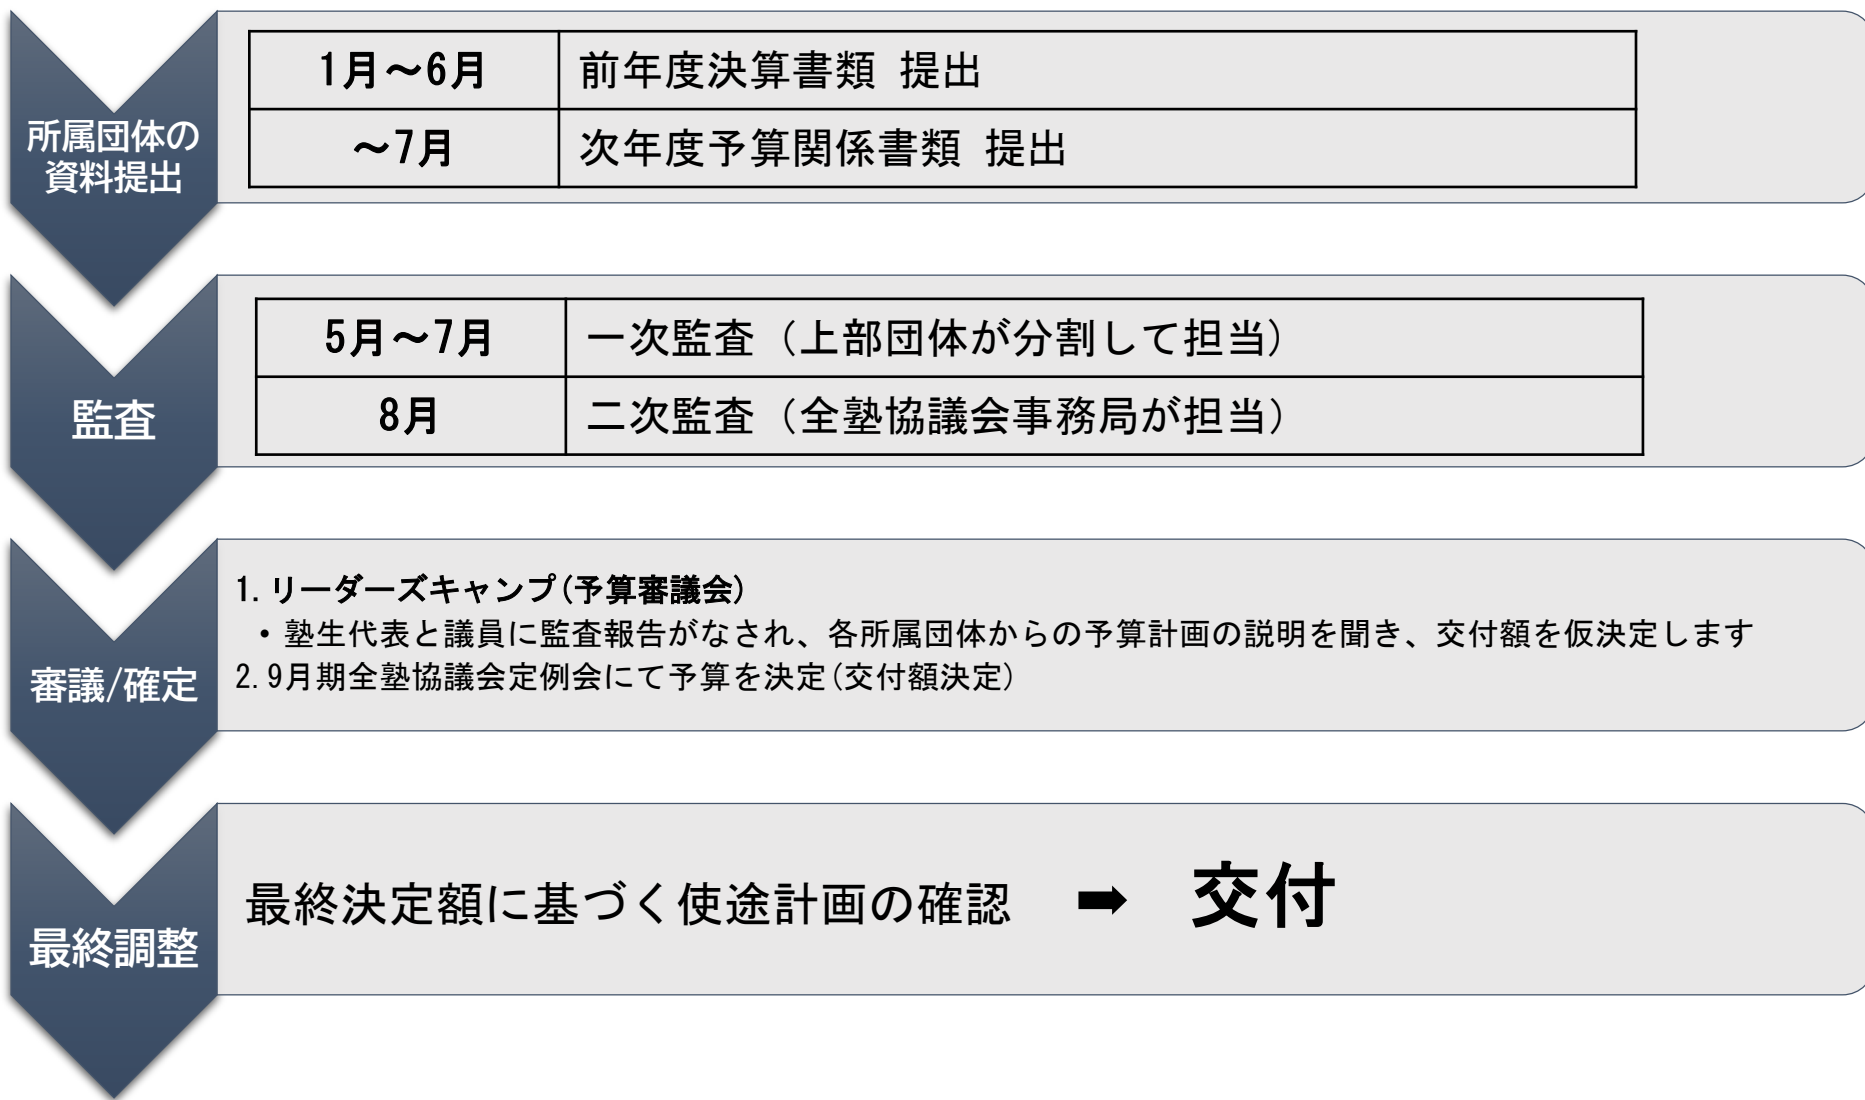 所属団体の
資料提出
1月～6月 前年度決算書類 提出
～7月 次年度予算関係書類 提出
監査
5月～7月 一次監査（上部団体が分割して担当）
8月 二次監査（全塾協議会事務局が担当）
審議/確定
1.リーダーズキャンプ(予算審議会)
・塾生代表と議員に監査報告がなされ、各所属団体からの予算計画の説明を聞き、交付額を仮決定します
2.9月期全塾協議会定例会にて予算を決定(交付額決定)
最終調整
最終決定額に基づく使途計画の確認 ➡ 交付